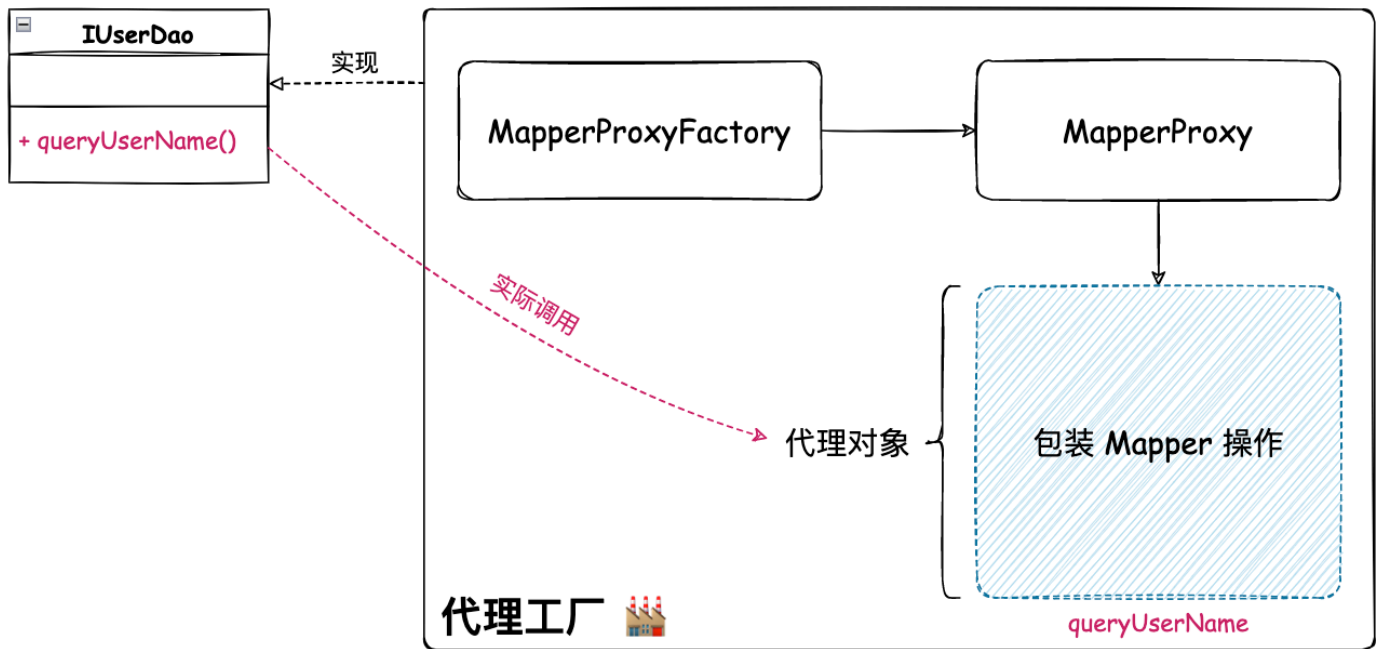 IUserDao
+ queryUserName()
实现
MapperProxyFactory
MapperProxy
实际调用
代理对象
包装 Mapper 操作
代理工厂
queryUserName